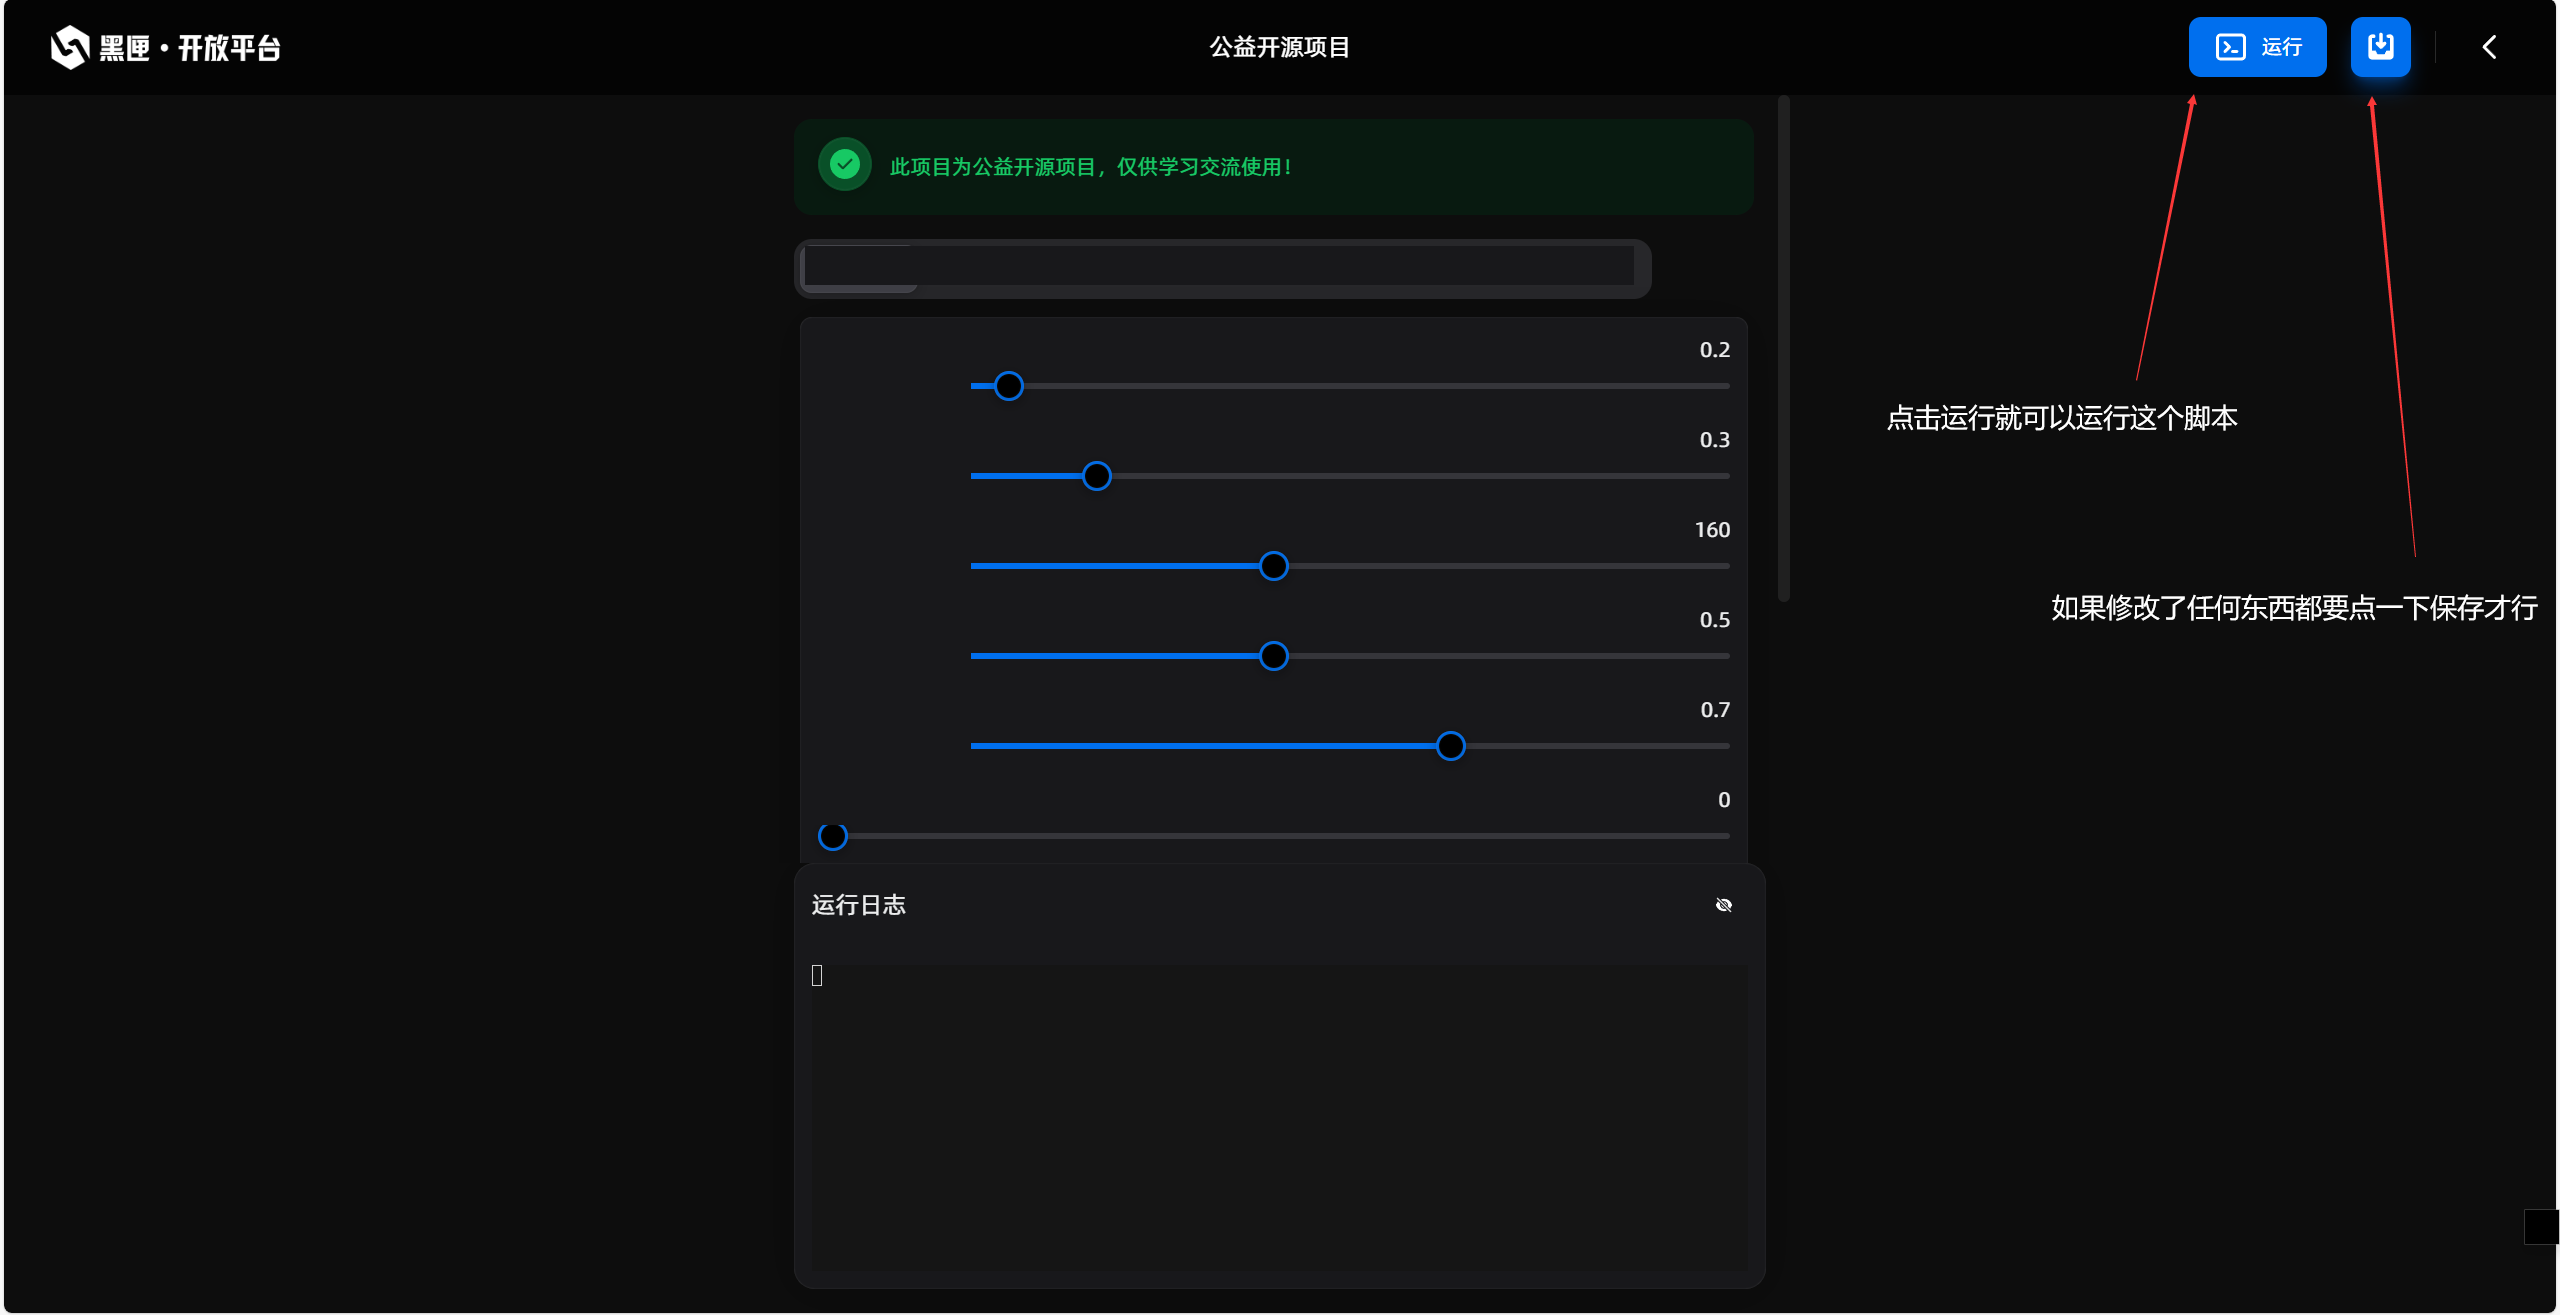 黑匣·开放平台
公益开源项目
运行
此项目为公益开源项目，仅供学习交流使用！
0.2
0.3
点击运行就可以运行这个脚本
160
如果修改了任何东西都要点一下保存才行
0.5
0.7
0
运行日志